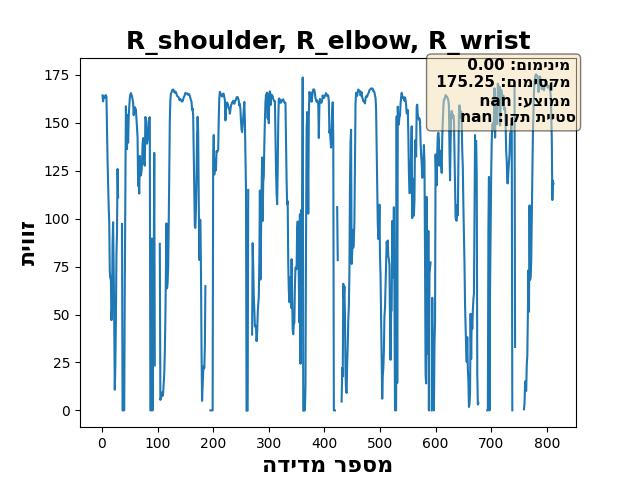 R_shoulder, R_elbow, R_wrist
מינימום: 0.00
מקסימום: 175.25
ממוצע: nan
סטיית תקן: nan
זווית
175
150
125
100
75
50
25
0
0 100 200 300 400 500 600 700 800
מספר מדידה